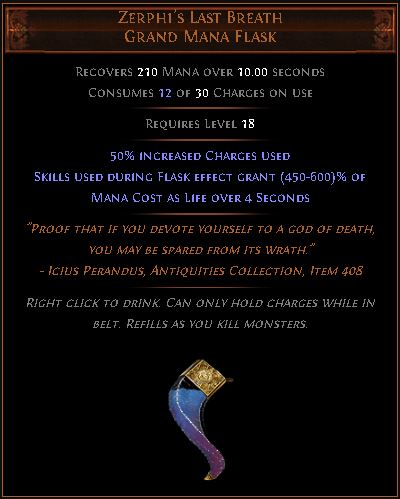 Zerphi's Last Breath
Grand Mana Flask
Recovers 210 Mana over 10.00 seconds
Consumes 12 of 30 Charges on use
Requires Level 18
50% increased Charges used
Skills used during Flask effect grant (450-600)% of
Mana Cost as Life over 4 Seconds
"Proof that if you devote yourself to a god of death,
you may be spared from its wrath."
- Icius Perandus, Antiquities Collection, Item 408
Right click to drink. Can only hold charges while in
belt. Refills as you kill monsters.